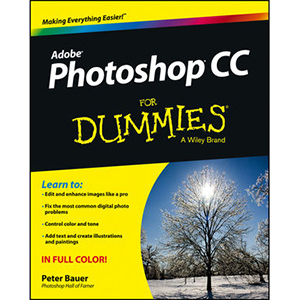 Making Everything Easier!™
Adobe®
Photoshop® CC
FOR
DUMMIES®
A Wiley Brand
Learn to:
• Edit and enhance images like a pro
• Fix the most common digital photo
problems
• Control color and tone
• Add text and create illustrations
and paintings
IN FULL COLOR!
Peter Bauer
Photoshop Hall of Famer